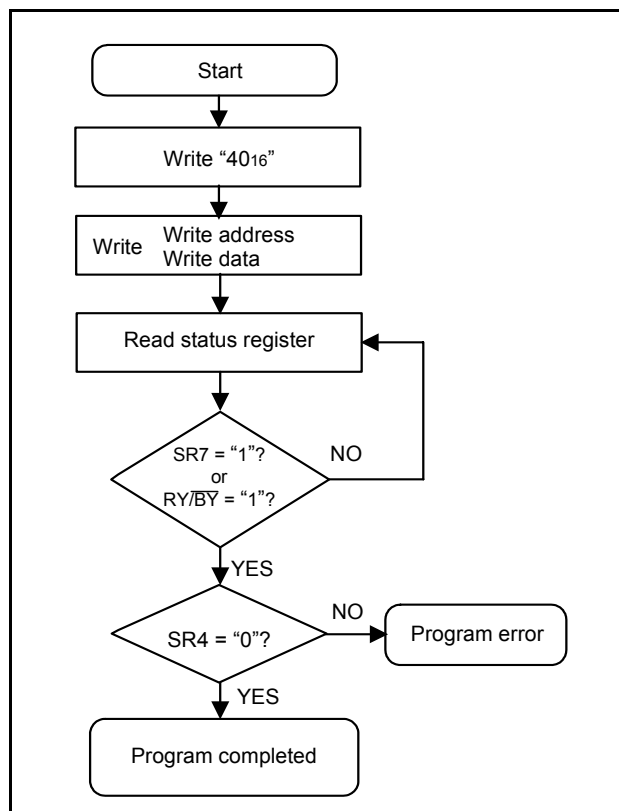 Start
Write “40₁₆”
Write address
Write
Write data
Read status register
SR7 = “1”?
NO
or
RY/B̅Y̅ = “1”?
YES
NO
SR4 = “0”?
Program error
YES
Program completed